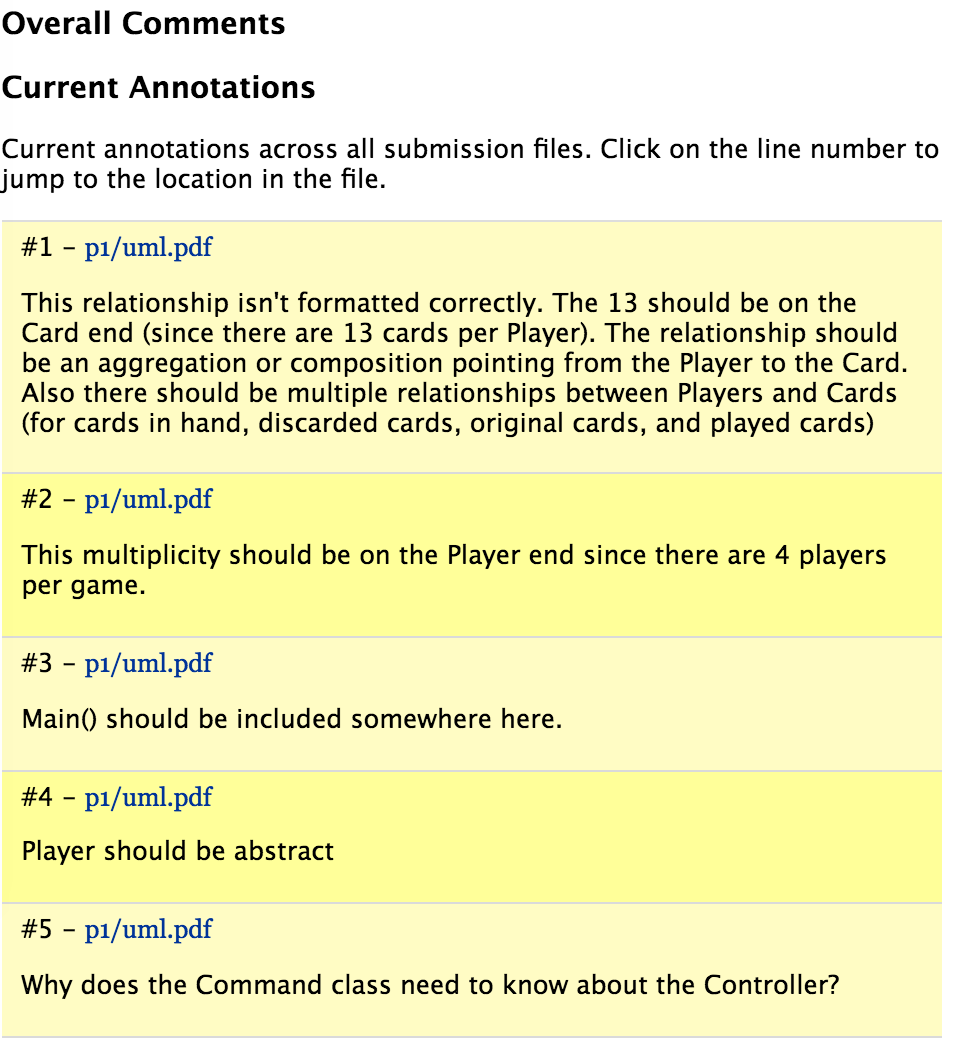 Overall Comments
Current Annotations
Current annotations across all submission files. Click on the line number to
jump to the location in the file.
#1 – p1/uml.pdf
This relationship isn't formatted correctly. The 13 should be on the
Card end (since there are 13 cards per Player). The relationship should
be an aggregation or composition pointing from the Player to the Card.
Also there should be multiple relationships between Players and Cards
(for cards in hand, discarded cards, original cards, and played cards)
#2 – p1/uml.pdf
This multiplicity should be on the Player end since there are 4 players
per game.
#3 – p1/uml.pdf
Main() should be included somewhere here.
#4 – p1/uml.pdf
Player should be abstract
#5 – p1/uml.pdf
Why does the Command class need to know about the Controller?